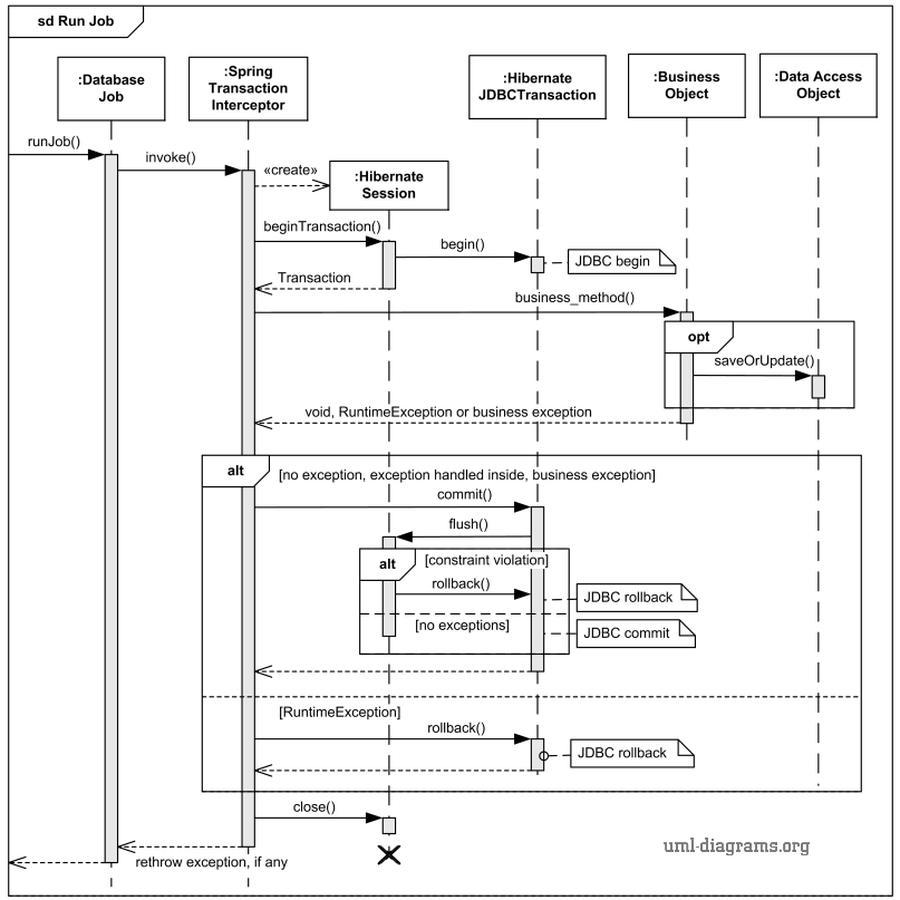 sd Run Job
:Database
Job
:Spring
Transaction
Interceptor
:Hibernate
JDBCTransaction
:Business
Object
:Data Access
Object
runJob()
invoke()
«create»
:Hibernate
Session
beginTransaction()
begin()
JDBC begin
Transaction
business_method()
opt
saveOrUpdate()
void, RuntimeException or business exception
alt
[no exception, exception handled inside, business exception]
commit()
flush()
alt
[constraint violation]
rollback()
JDBC rollback
[no exceptions]
JDBC commit
[RuntimeException]
rollback()
JDBC rollback
close()
uml-diagrams.org
rethrow exception, if any